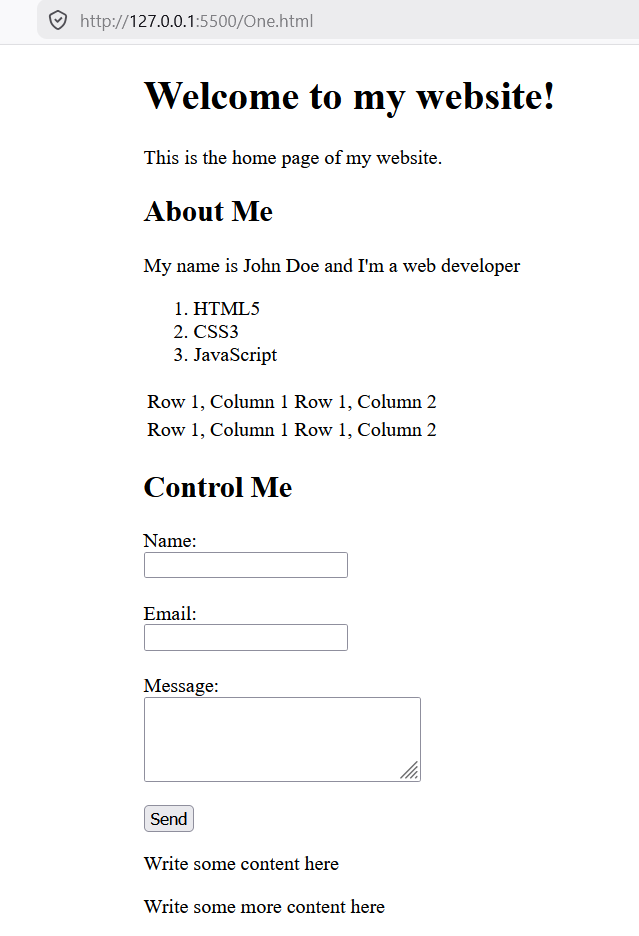 http://127.0.0.1:5500/One.html
Welcome to my website!
This is the home page of my website.
About Me
My name is John Doe and I'm a web developer
1. HTML5
2. CSS3
3. JavaScript
Row 1, Column 1 Row 1, Column 2
Row 1, Column 1 Row 1, Column 2
Control Me
Name:
Email:
Message:
Send
Write some content here
Write some more content here